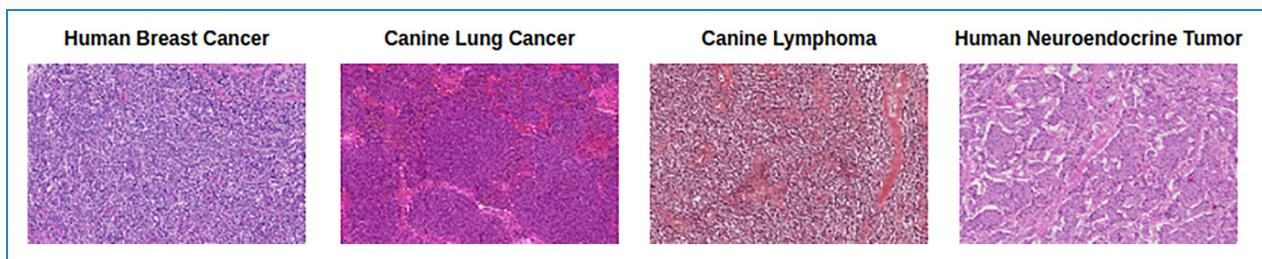 Human Breast Cancer
Canine Lung Cancer
Canine Lymphoma
Human Neuroendocrine Tumor